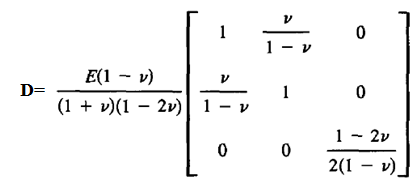 D= E(1 − ν) / (1 + ν)(1 − 2ν) [ 1 ν/(1 − ν) 0
ν/(1 − ν) 1 0
0 0 (1 − 2ν)/2(1 − ν) ]